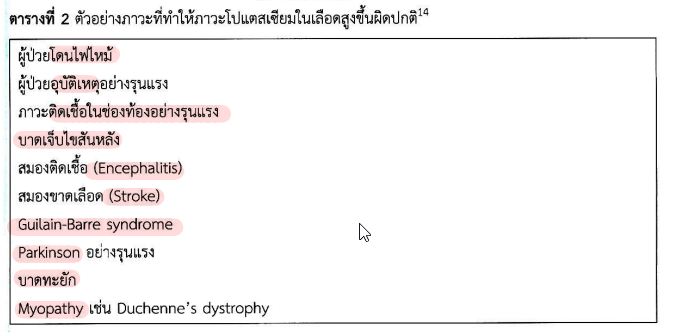 ตารางที่ 2 ตัวอย่างภาวะที่ทำให้ภาวะโปแตสเซียมในเลือดสูงขึ้นผิดปกติ14
ผู้ป่วยโดนไฟไหม้
ผู้ป่วยอุบัติเหตุอย่างรุนแรง
ภาวะติดเชื้อในช่องท้องอย่างรุนแรง
บาดเจ็บไขสันหลัง
สมองติดเชื้อ (Encephalitis)
สมองขาดเลือด (Stroke)
Guilain-Barre syndrome
Parkinson อย่างรุนแรง
บาดทะยัก
Myopathy เช่น Duchenne's dystrophy